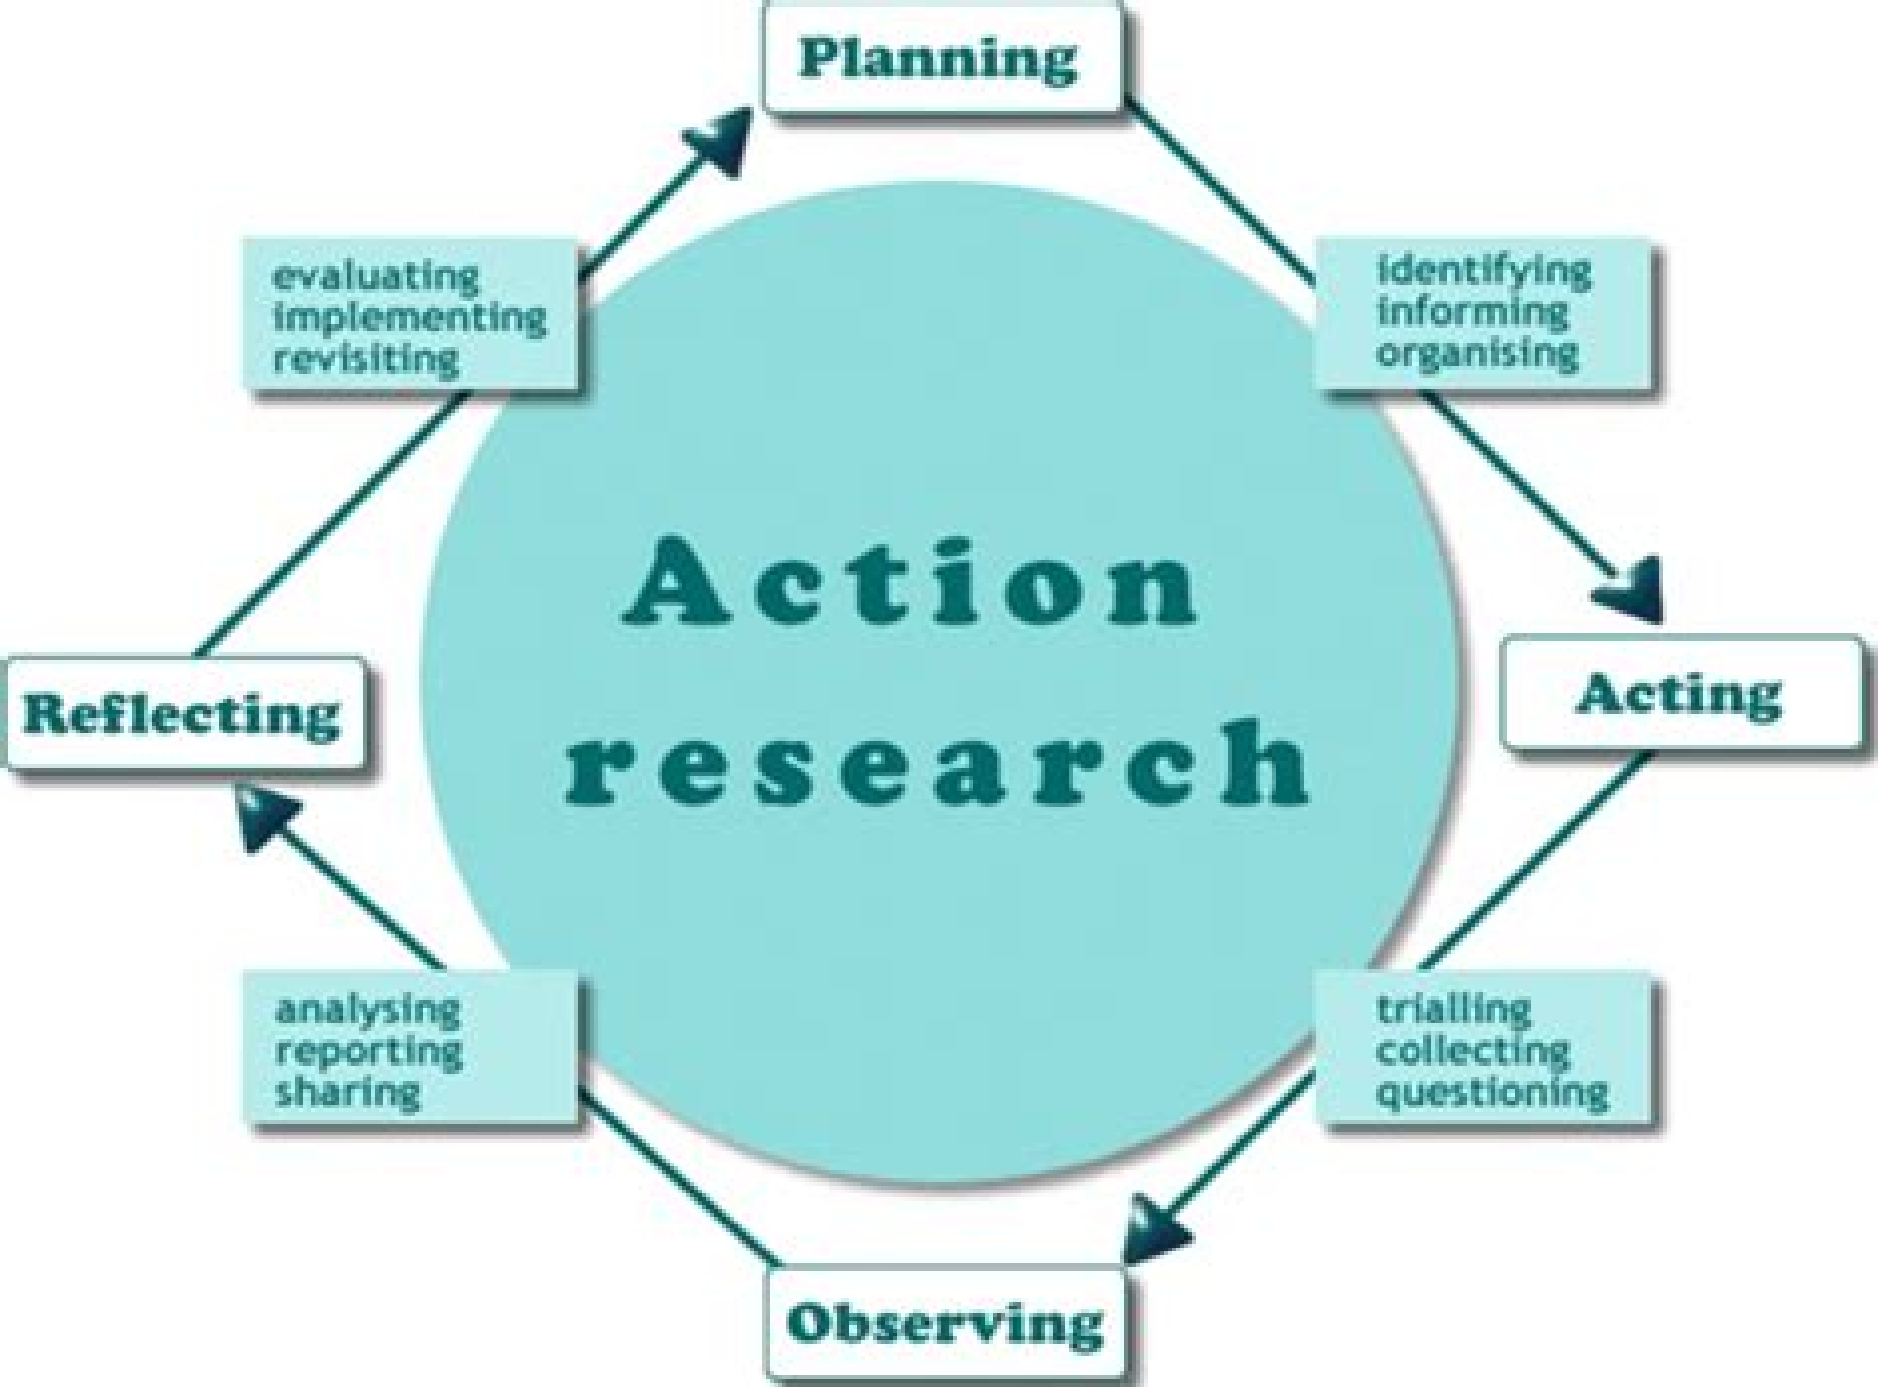 Planning
evaluating
implementing
revisiting
identifying
informing
organising
Action
research
Reflecting
Acting
analysing
reporting
sharing
trialling
collecting
questioning
Observing